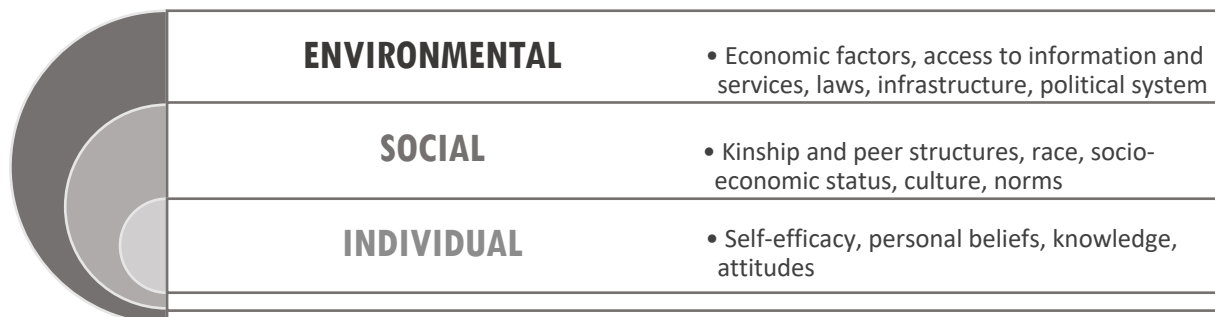 ENVIRONMENTAL
• Economic factors, access to information and
services, laws, infrastructure, political system
SOCIAL
• Kinship and peer structures, race, socio-
economic status, culture, norms
INDIVIDUAL
• Self-efficacy, personal beliefs, knowledge,
attitudes